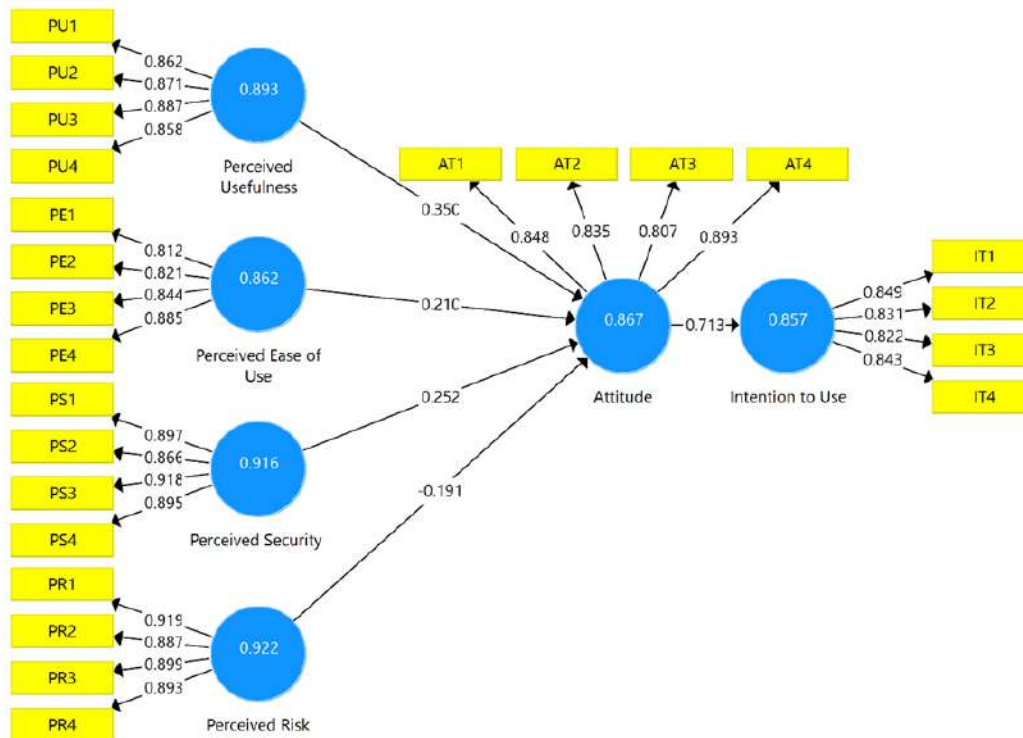 PU1
PU2
PU3
PU4
0.862
0.871
0.887
0.858
0.893
Perceived
Usefulness
PE1
PE2
PE3
PE4
0.812
0.821
0.844
0.885
0.862
Perceived Ease of
Use
PS1
PS2
PS3
PS4
0.897
0.866
0.918
0.895
0.916
Perceived Security
PR1
PR2
PR3
PR4
0.919
0.887
0.899
0.893
0.922
Perceived Risk
0.350
0.210
0.252
-0.191
AT1
AT2
AT3
AT4
0.848
0.835
0.807
0.893
0.867
Attitude
0.713
0.857
Intention to Use
0.849
0.831
0.822
0.843
IT1
IT2
IT3
IT4